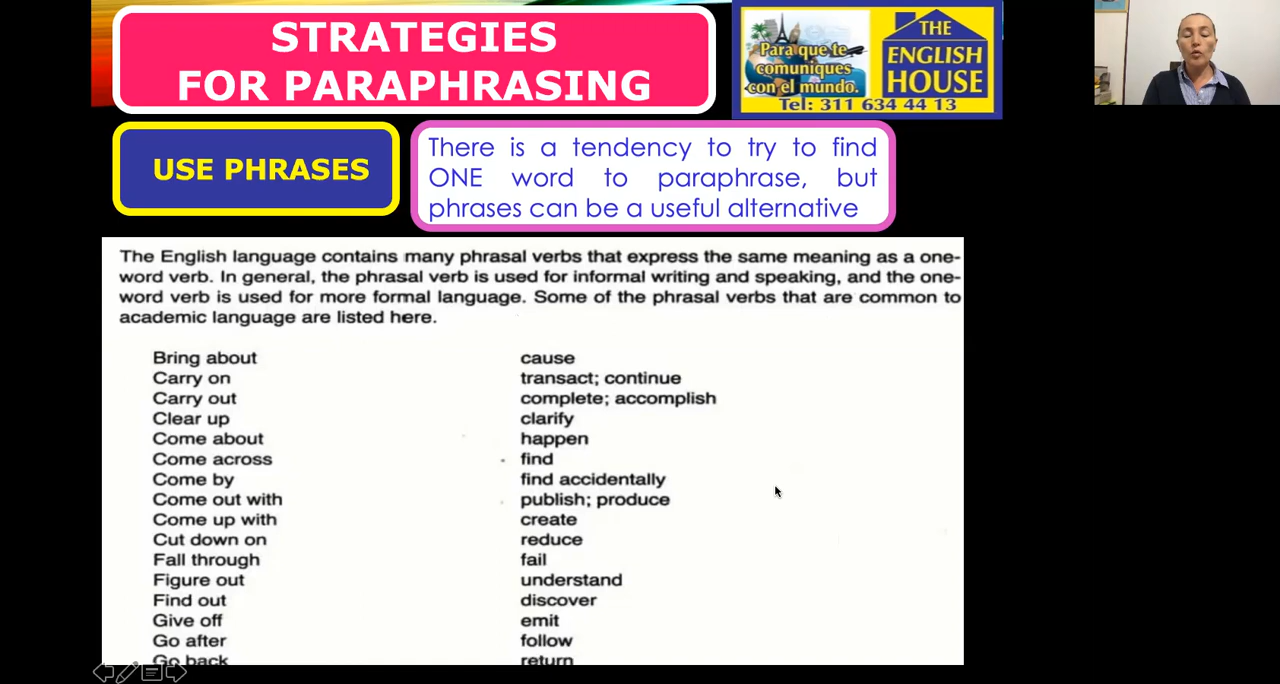 STRATEGIES
FOR PARAPHRASING
Para que te
comuniques
con el mundo.
THE
ENGLISH
HOUSE
Tel: 311 634 44 13
USE PHRASES
There is a tendency to try to find
ONE word to paraphrase, but
phrases can be a useful alternative
The English language contains many phrasal verbs that express the same meaning as a one-
word verb. In general, the phrasal verb is used for informal writing and speaking, and the one-
word verb is used for more formal language. Some of the phrasal verbs that are common to
academic language are listed here.
Bring about cause
Carry on transact; continue
Carry out complete; accomplish
Clear up clarify
Come about happen
Come across find
Come by find accidentally
Come out with publish; produce
Come up with create
Cut down on reduce
Fall through fail
Figure out understand
Find out discover
Give off emit
Go after follow
Go back return